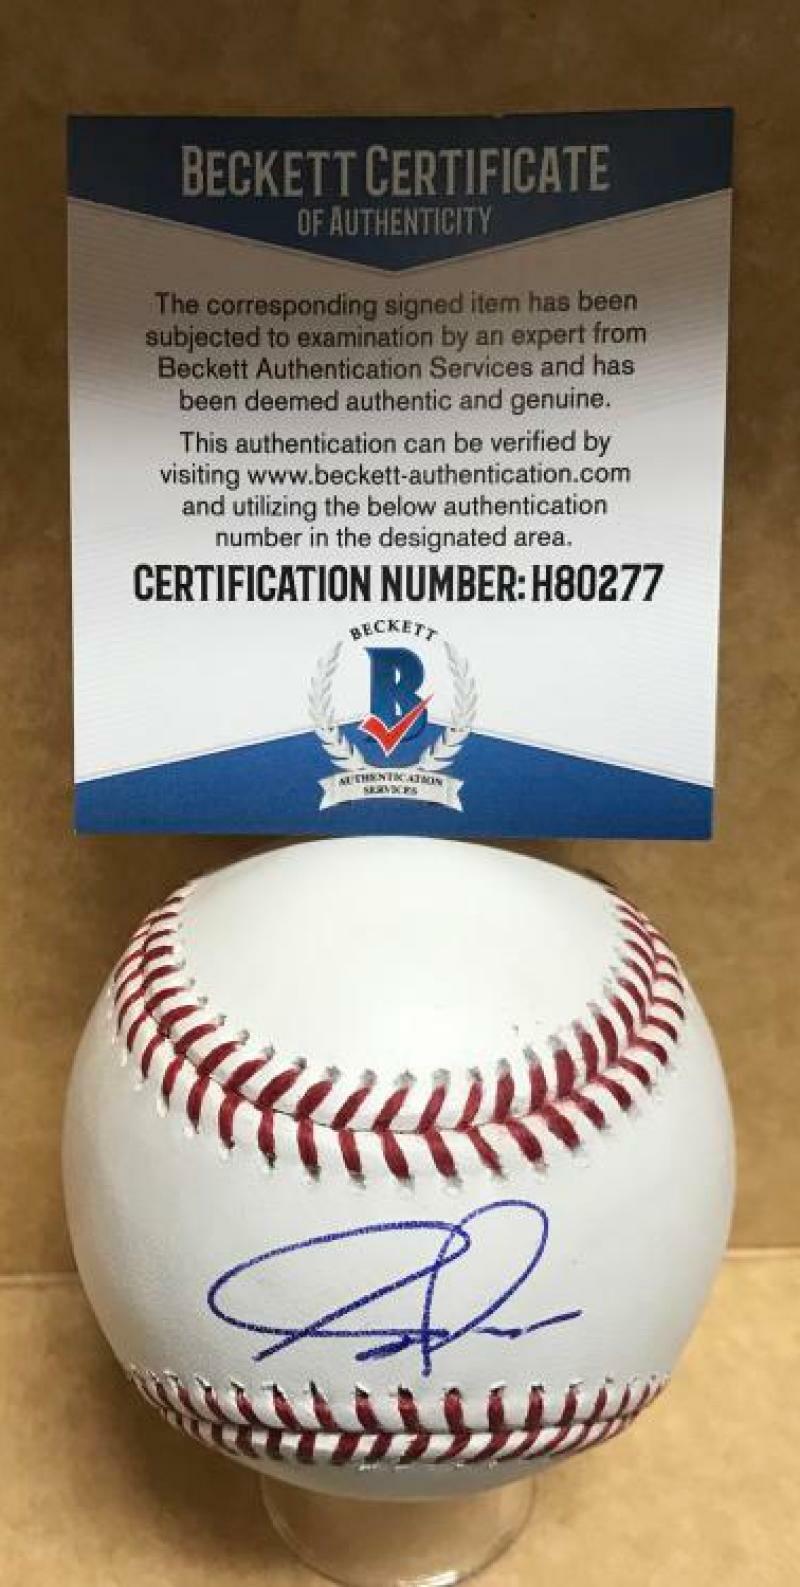 BECKETT CERTIFICATE
OF AUTHENTICITY
The corresponding signed item has been
subjected to examination by an expert from
Beckett Authentication Services and has
been deemed authentic and genuine.
This authentication can be verified by
visiting www.beckett-authentication.com
and utilizing the below authentication
number in the designated area.
CERTIFICATION NUMBER: H80277
BECKETT
B
AUTHENTICATION
SERVICES